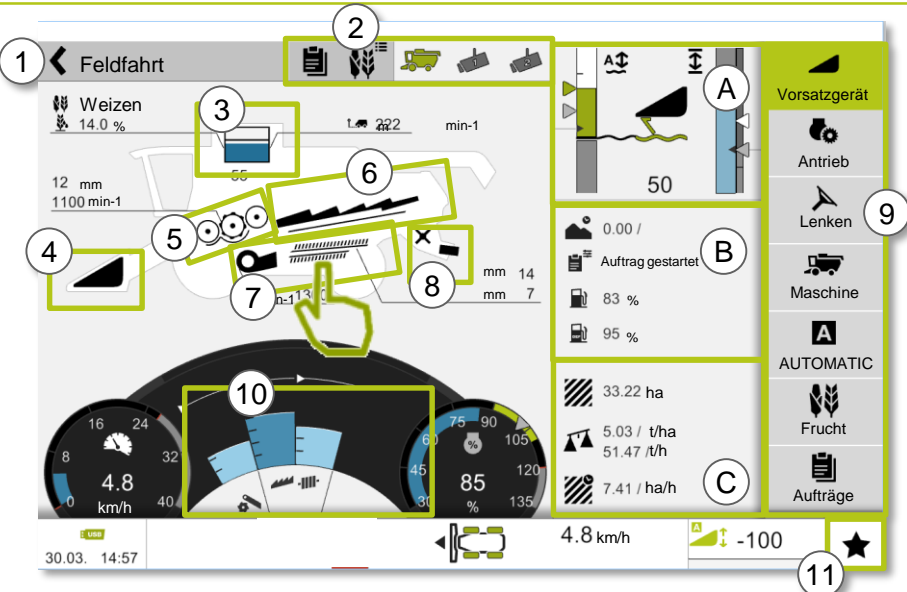 1
Feldfahrt
2
Weizen
14.0 %
3
min-1
55
12 mm
1100 min-1
4
5
6
7
8
mm 14
mm 7
10
0
8
16
24
32
40
4.8
km/h
30
45
60
75
90
105
120
135
%
85
%
A
A
50
B
0.00 /
Auftrag gestartet
83 %
95 %
33.22 ha
5.03 / t/ha
51.47 /t/h
7.41 / ha/h
C
Vorsatzgerät
Antrieb
Lenken
9
Maschine
A
AUTOMATIC
Frucht
Aufträge
USB
30.03. 14:57
4.8 km/h
A
-100
11